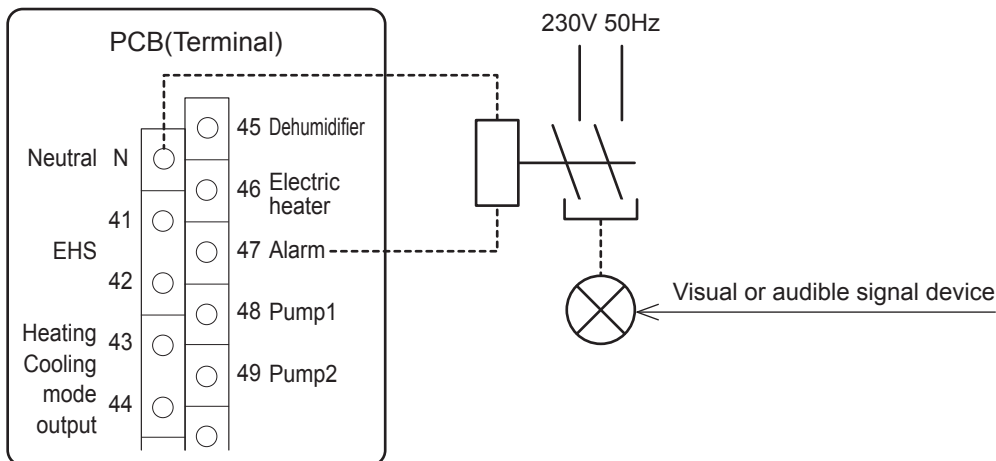 230V 50Hz
PCB(Terminal)
45 Dehumidifier
Neutral N
46 Electric
heater
41
EHS
47 Alarm
42
48 Pump1
Visual or audible signal device
Heating
43
Cooling
49 Pump2
mode
44
output